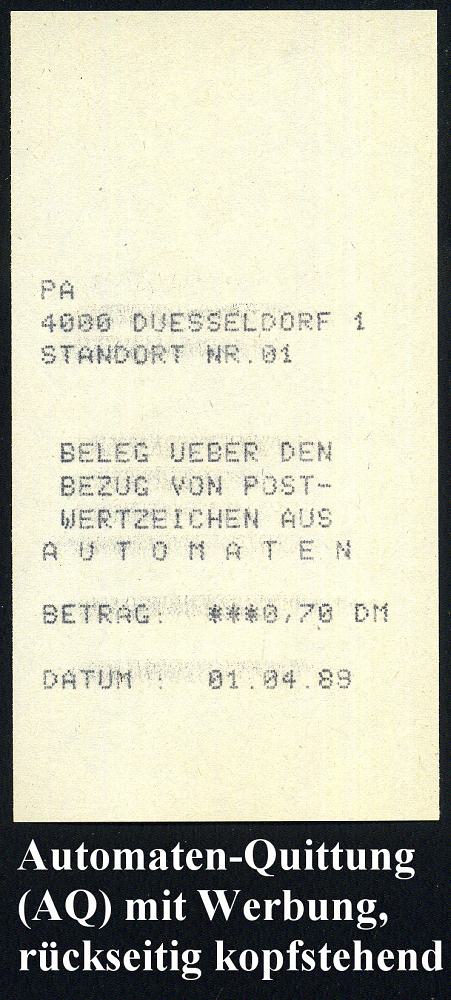 PA
4000 DUESSELDORF 1
STANDORT NR.01
BELEG UEBER DEN
BEZUG VON POST-
WERTZEICHEN AUS
A U T O M A T E N
BETRAG: ***0,70 DM
DATUM : 01.04.89
Automaten-Quittung
(AQ) mit Werbung,
rückseitig kopfstehend